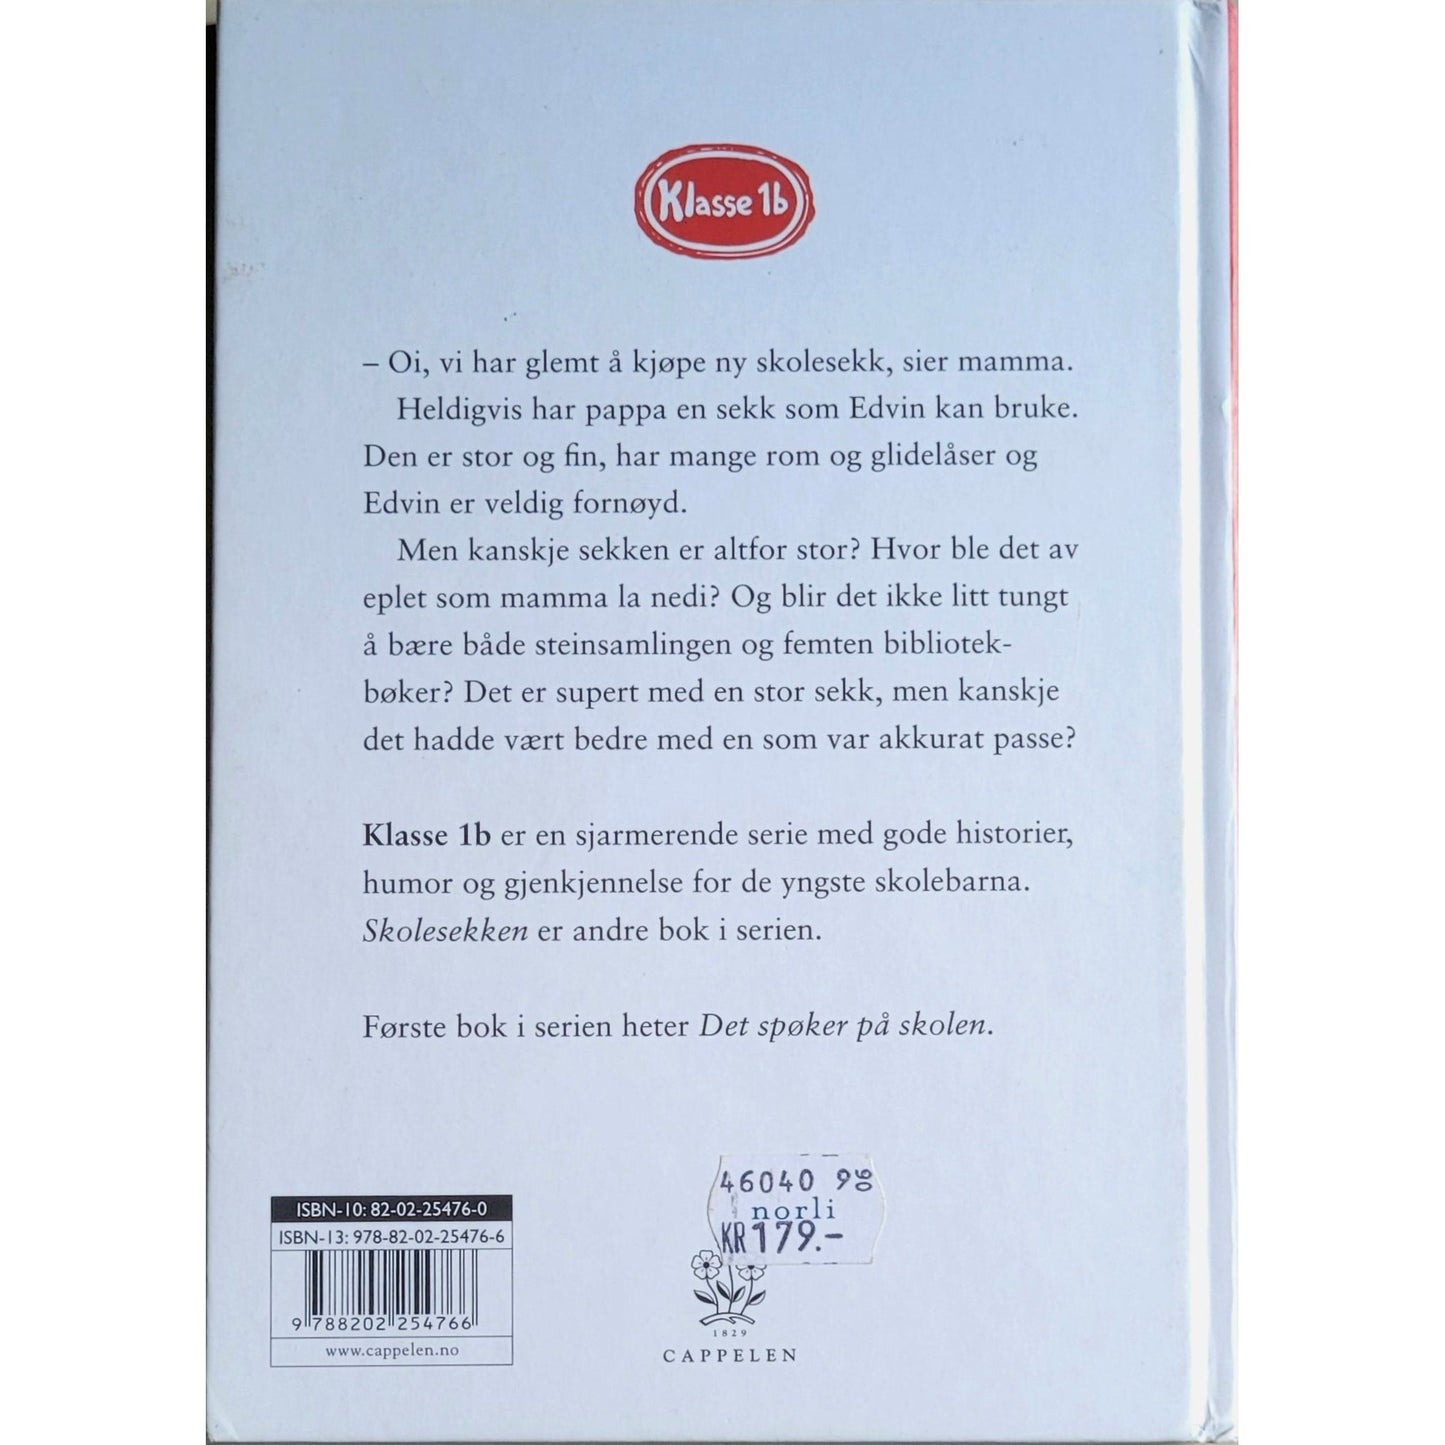 Klasse 1b
– Oi, vi har glemt å kjøpe ny skolesekk, sier mamma.
Heldigvis har pappa en sekk som Edvin kan bruke.
Den er stor og fin, har mange rom og glidelåser og
Edvin er veldig fornøyd.
Men kanskje sekken er altfor stor? Hvor ble det av
eplet som mamma la nedi? Og blir det ikke litt tungt
å bære både steinsamlingen og femten bibliotek-
bøker? Det er supert med en stor sekk, men kanskje
det hadde vært bedre med en som var akkurat passe?
Klasse 1b er en sjarmerende serie med gode historier,
humor og gjenkjennelse for de yngste skolebarna.
Skolesekken er andre bok i serien.
Første bok i serien heter Det spøker på skolen.
46040 9
norli
KR 179.-
ISBN-10: 82-02-25476-0
ISBN-13: 978-82-02-25476-6
9 788202 254766
www.cappelen.no
1829
CAPPELEN